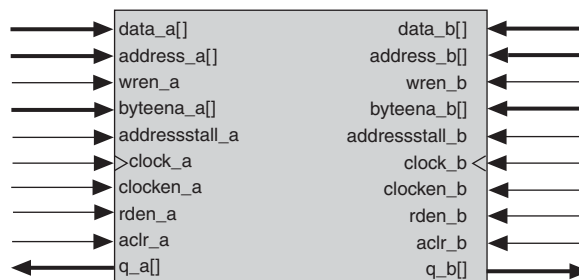 data_a[] data_b[]
address_a[] address_b[]
wren_a wren_b
byteena_a[] byteena_b[]
addressstall_a addressstall_b
clock_a clock_b
clocken_a clocken_b
rden_a rden_b
aclr_a aclr_b
q_a[] q_b[]